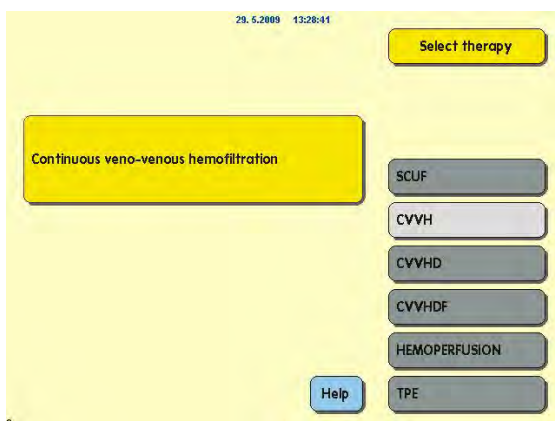 29. 5.2009 13:28:41
Select therapy
Continuous veno-venous hemofiltration
SCUF
CVVH
CVVHD
CVVHDF
HEMOPERFUSION
Help
TPE